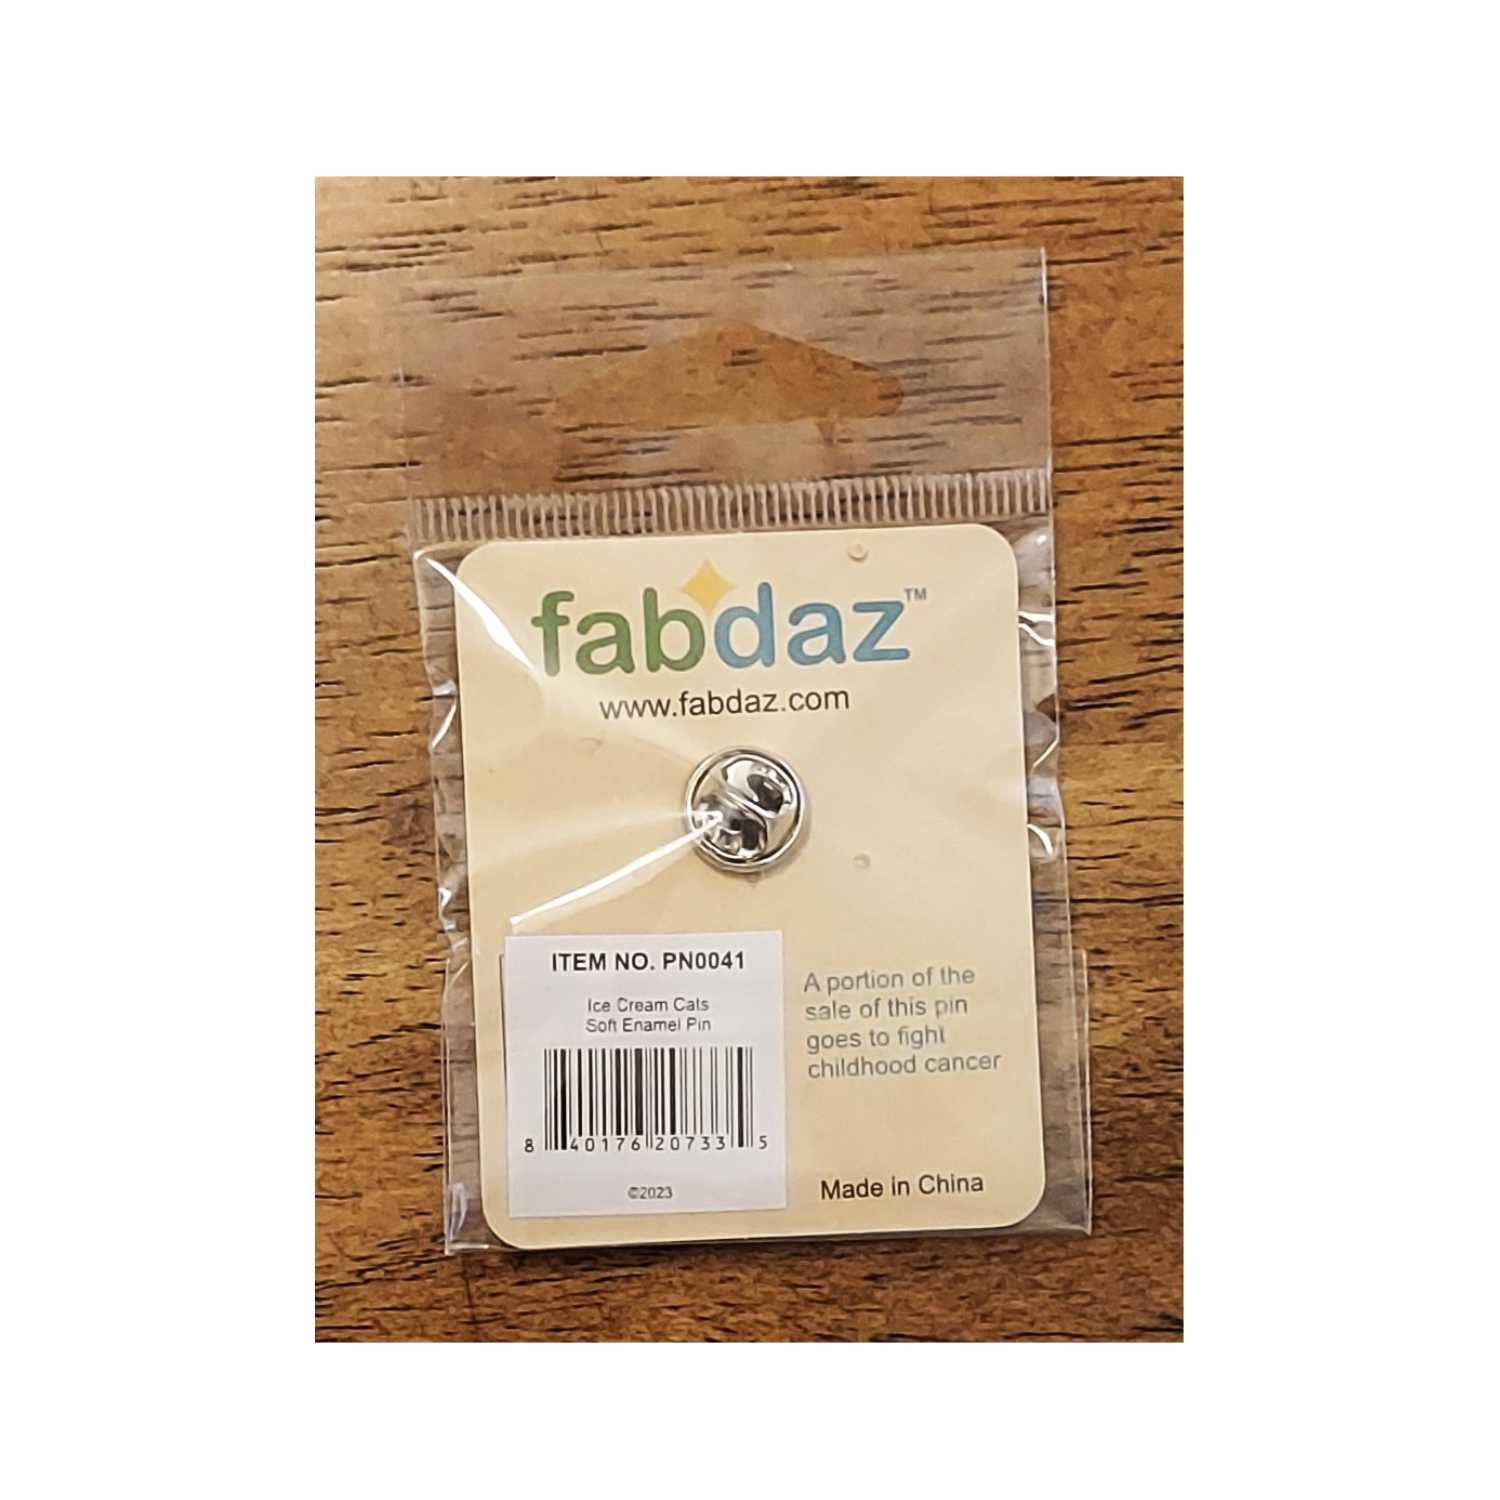 fabdaz™
www.fabdaz.com
ITEM NO. PN0041
Ice Cream Cats
Soft Enamel Pin
8 40176 20733 5
©2023
A portion of the
sale of this pin
goes to fight
childhood cancer
Made in China